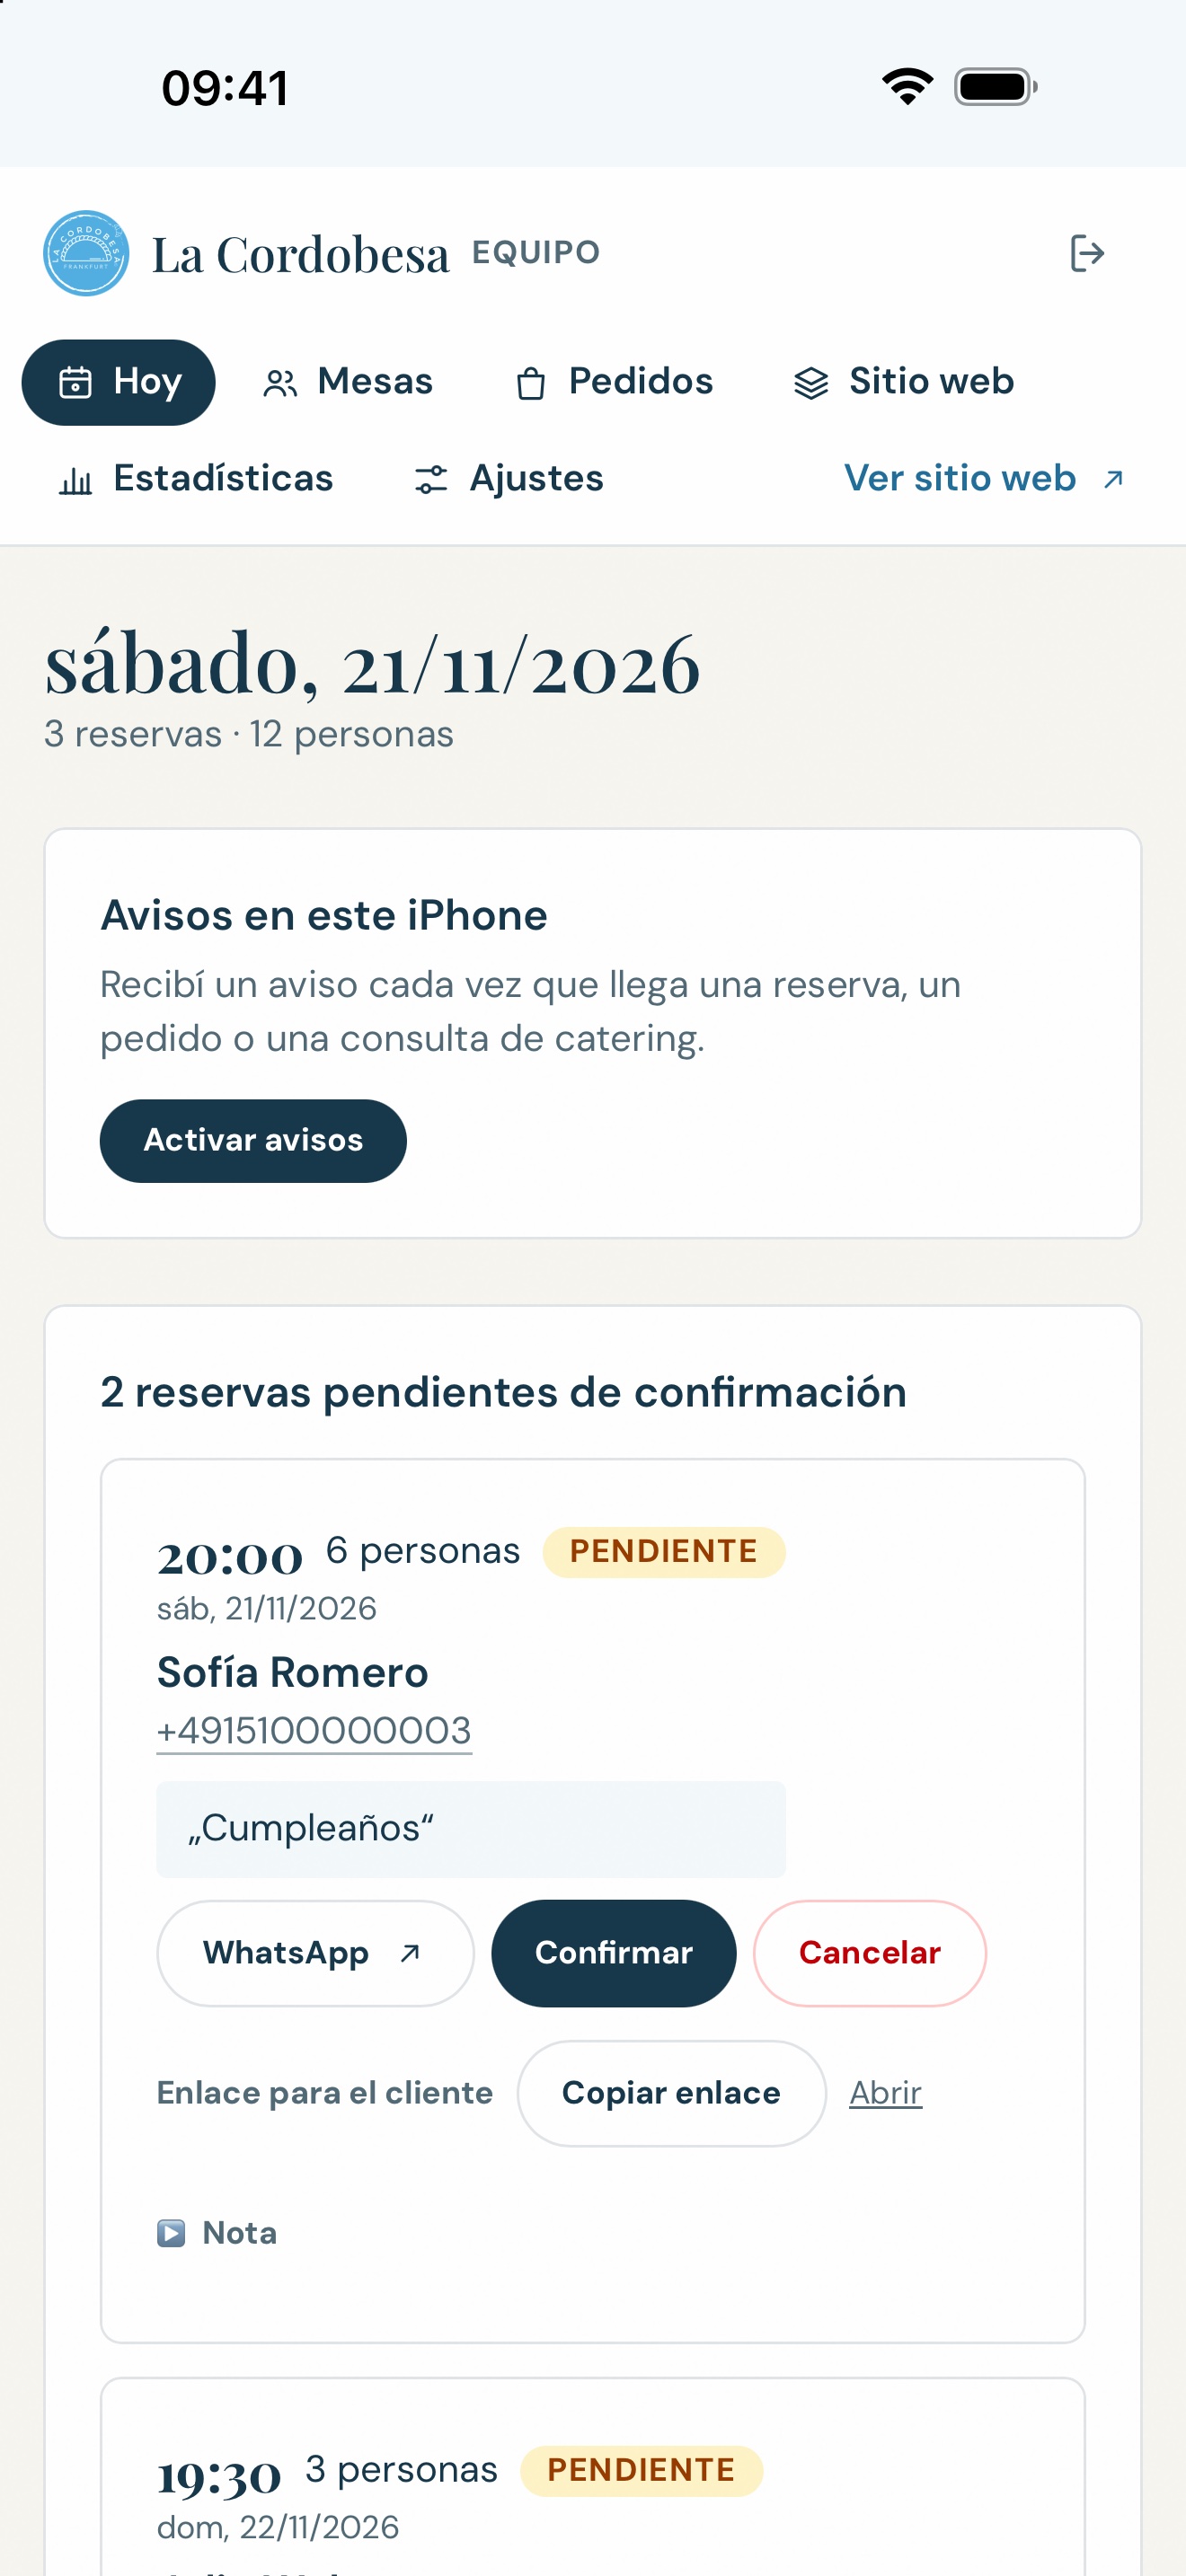 09:41
LA CORDOBESA
FRANKFURT
La Cordobesa EQUIPO
Hoy Mesas Pedidos Sitio web
Estadísticas Ajustes Ver sitio web
sábado, 21/11/2026
3 reservas · 12 personas
Avisos en este iPhone
Recibí un aviso cada vez que llega una reserva, un
pedido o una consulta de catering.
Activar avisos
2 reservas pendientes de confirmación
20:00 6 personas PENDIENTE
sáb, 21/11/2026
Sofía Romero
+4915100000003
„Cumpleaños“
WhatsApp Confirmar Cancelar
Enlace para el cliente Copiar enlace Abrir
Nota
19:30 3 personas PENDIENTE
dom, 22/11/2026